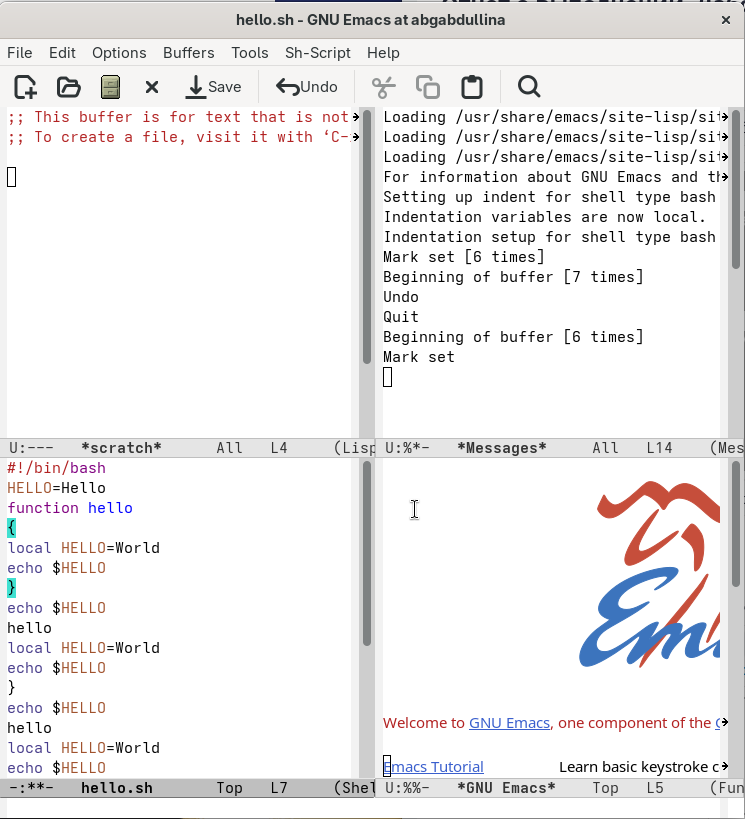 hello.sh - GNU Emacs at abgabdullina
File Edit Options Buffers Tools Sh-Script Help
Save Undo
;; This buffer is for text that is not
;; To create a file, visit it with ‘C-
U:--- *scratch* All L4 (Lisp
Loading /usr/share/emacs/site-lisp/sit
Loading /usr/share/emacs/site-lisp/sit
Loading /usr/share/emacs/site-lisp/sit
For information about GNU Emacs and th
Setting up indent for shell type bash
Indentation variables are now local.
Indentation setup for shell type bash
Mark set [6 times]
Beginning of buffer [7 times]
Undo
Quit
Beginning of buffer [6 times]
Mark set
U:%*- *Messages* All L14 (Mes
#!/bin/bash
HELLO=Hello
function hello
{
local HELLO=World
echo $HELLO
}
echo $HELLO
hello
local HELLO=World
echo $HELLO
}
echo $HELLO
hello
local HELLO=World
echo $HELLO
-:**- hello.sh Top L7 (Shel
Welcome to GNU Emacs, one component of the
Emacs Tutorial Learn basic keystroke c
U:%%- *GNU Emacs* Top L5 (Fun